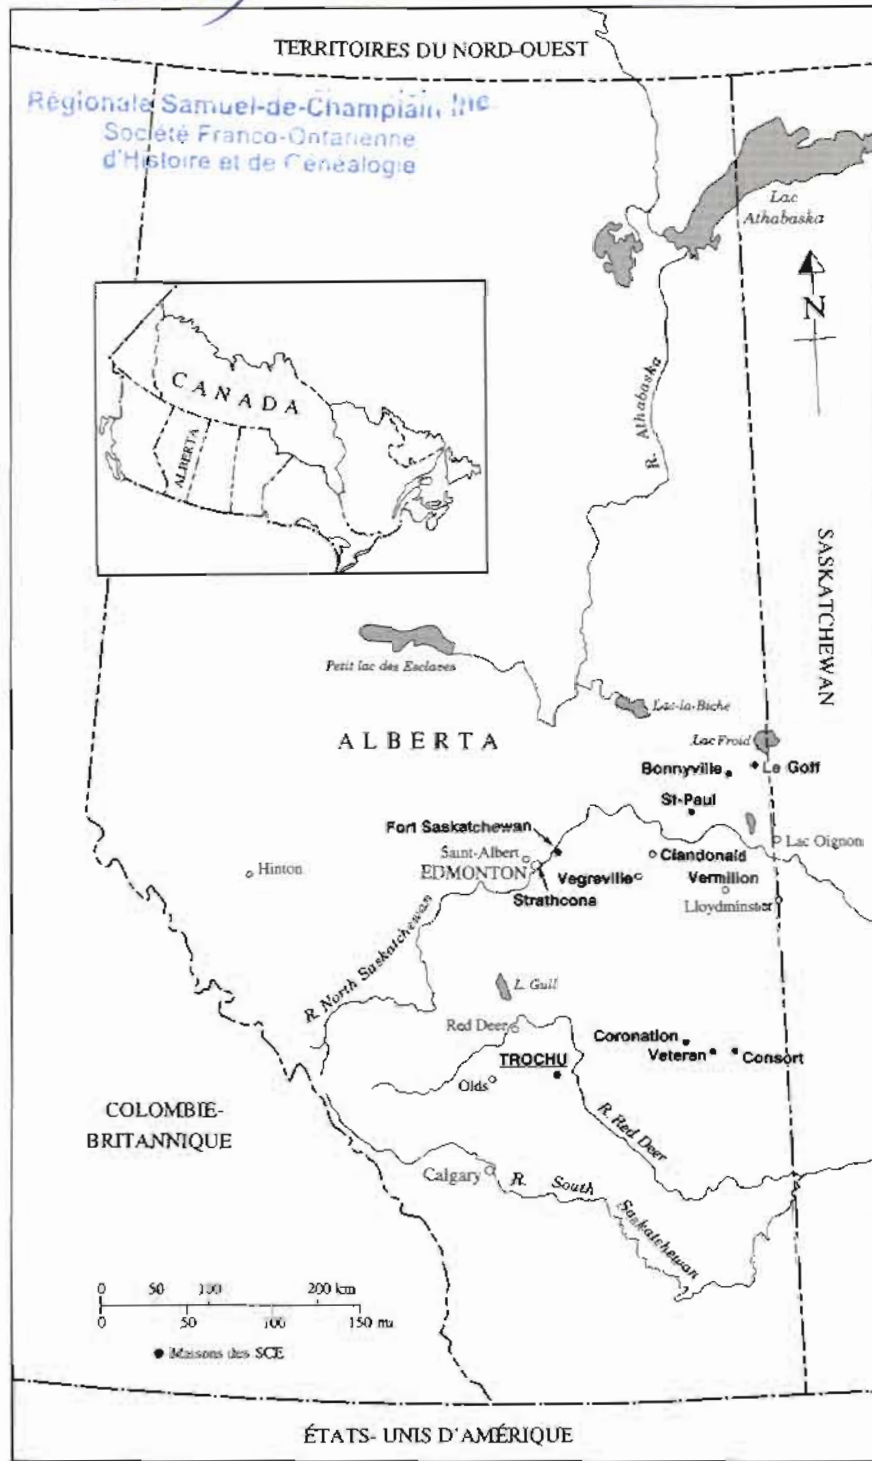 TERRITOIRES DU NORD-OUEST
Régionale Samuel-de-Champlain Inc
Société Franco-Ontarienne
d'Histoire et de Généalogie
Lac
Athabaska
N
CANADA
ALBERTA
R. Athabaska
SASKATCHEWAN
Petit lac des Esclaves
Lac-la-Biche
ALBERTA
Lac Froid
Bonnyville
Le Goff
St-Paul
Fort Saskatchewan
Lac Oignon
Saint-Albert
Clandonald
Hinton
EDMONTON
Vegreville
Vermilion
Strathcona
Lloydminster
R. North Saskatchewan
L. Gull
Red Deer
Coronation
Veteran
Consort
TROCHU
Olds
COLOMBIE-
BRITANNIQUE
R. Red Deer
Calgary
R. South Saskatchewan
0 50 100 200 km
0 50 100 150 mi
Maisons des SCE
ÉTATS- UNIS D'AMÉRIQUE